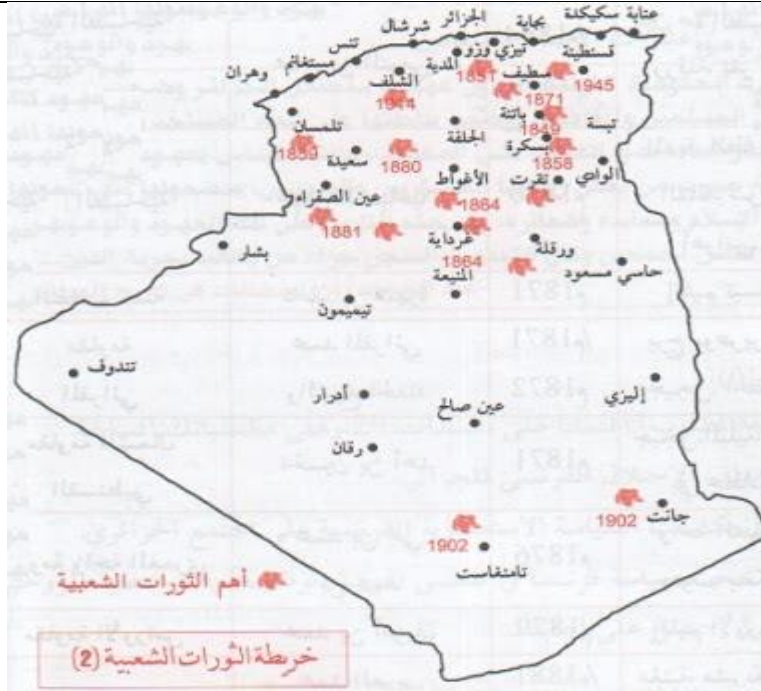 عنابة سكيكدة
الجزائر
بجاية
شرشال
تنس
تيزي وزو
المدية
قسنطينة
مستغانم
وهران
الشلف
1851
سطيف
1945
1871
1914
باتنة
تبسة
1849
تلمسان
الجلفة
بسكرة
1859
سعيدة
1880
1858
الوادي
الأغواط
تقرت
عين الصفراء
1864
1881
غرداية
ورقلة
بشار
1864
حاسي مسعود
المنيعة
تيميمون
تندوف
إليزي
أدرار
عين صالح
رقان
جانت
1902
1902
تامنغاست
أهم الثورات الشعبية
خريطة الثورات الشعبية (2)